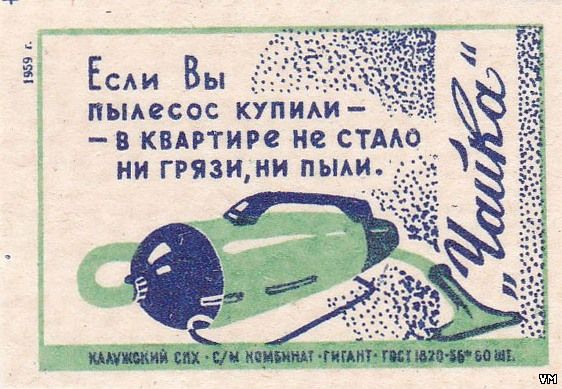 1959 г.
Если Вы
пылесос купили –
– в квартире не стало
ни грязи, ни пыли.
„Чайка“
КАЛУЖСКИЙ СНХ · С/М КОМБИНАТ · ГИГАНТ · ГОСТ 1820-56 ᵂ 60 ШТ.
VM